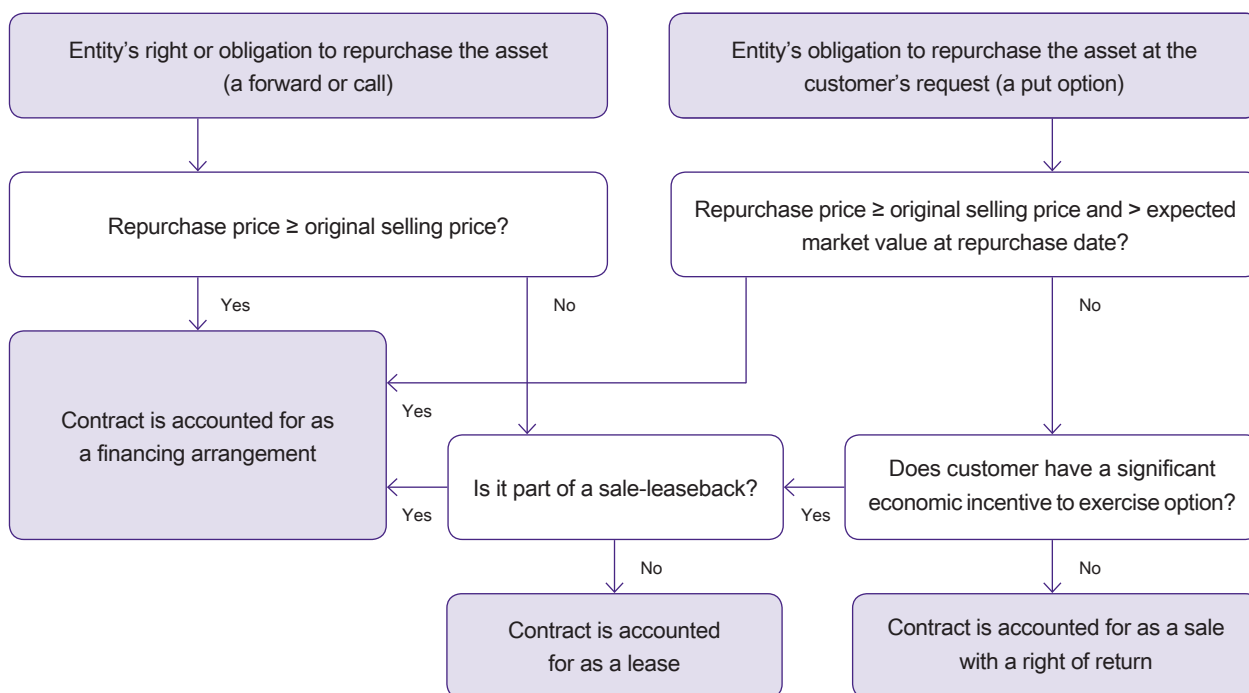 Entity’s right or obligation to repurchase the asset
(a forward or call)
Entity’s obligation to repurchase the asset at the
customer’s request (a put option)
Repurchase price ≥ original selling price?
Repurchase price ≥ original selling price and > expected
market value at repurchase date?
Yes
No
No
Contract is accounted for as
a financing arrangement
Yes
Is it part of a sale-leaseback?
Does customer have a significant
economic incentive to exercise option?
Yes
Yes
No
No
Contract is accounted
for as a lease
Contract is accounted for as a sale
with a right of return